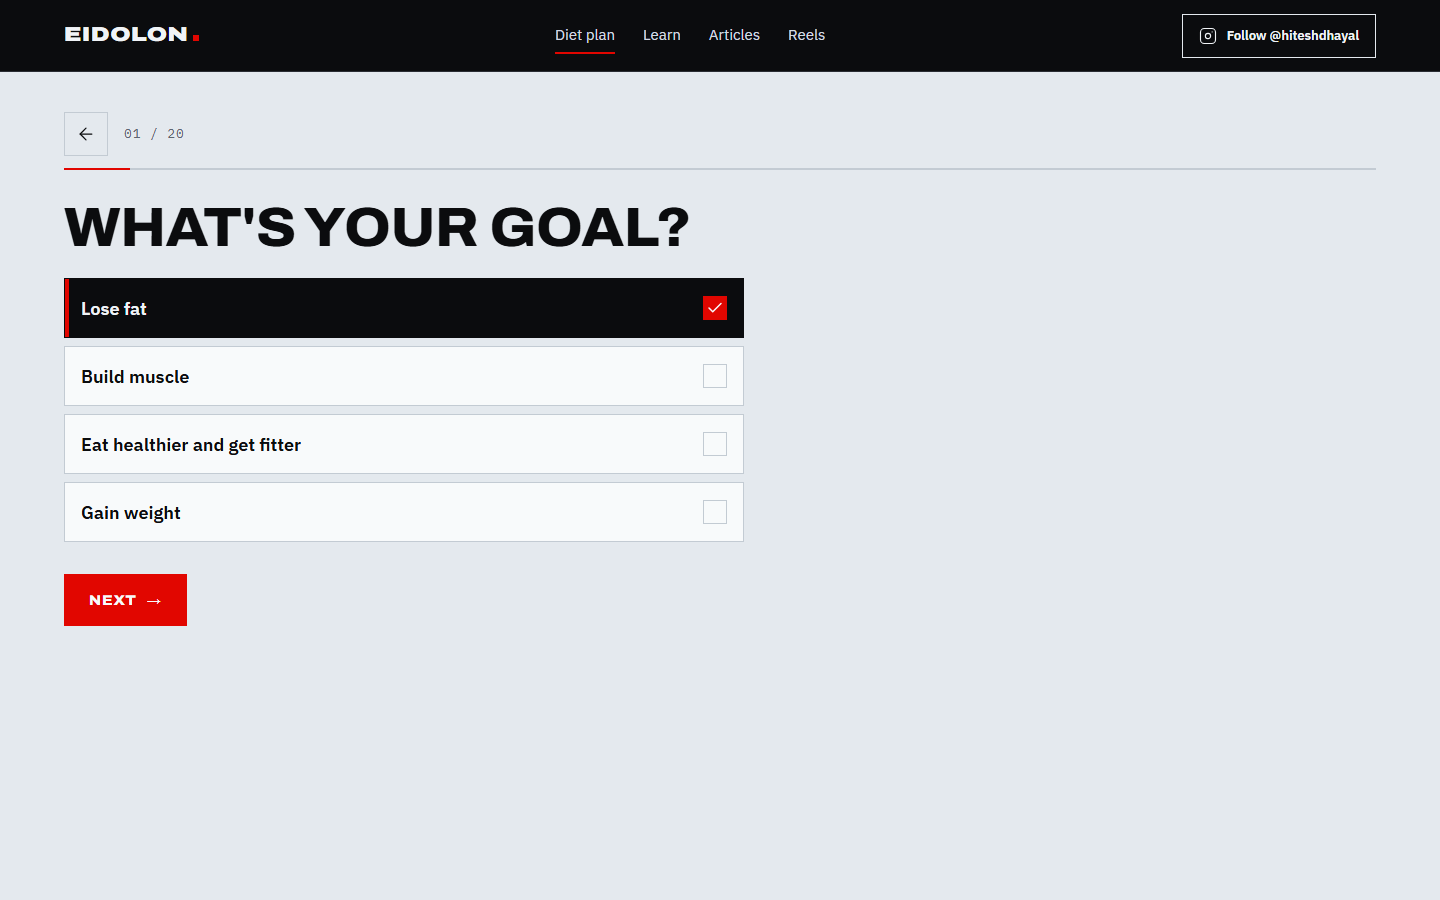 EIDOLON.
Diet plan
Learn
Articles
Reels
Follow @hiteshdhayal
01 / 20
WHAT'S YOUR GOAL?
Lose fat
Build muscle
Eat healthier and get fitter
Gain weight
NEXT →